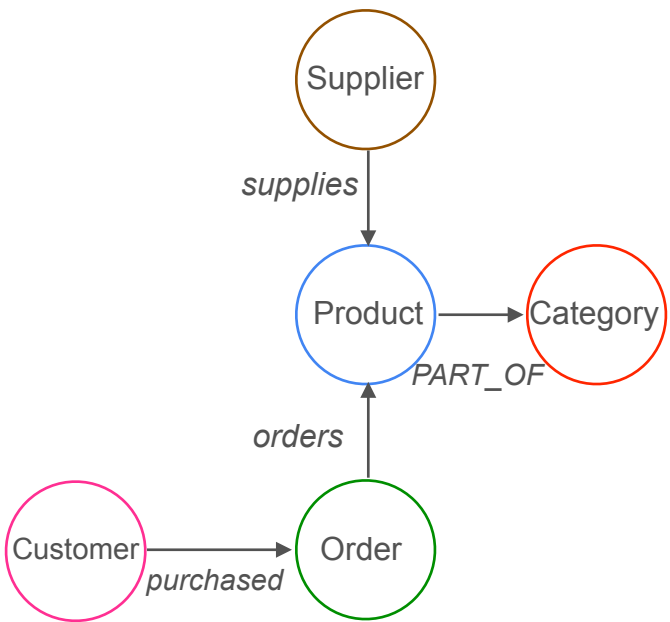 Supplier
supplies
Product
Category
PART_OF
orders
Customer
Order
purchased